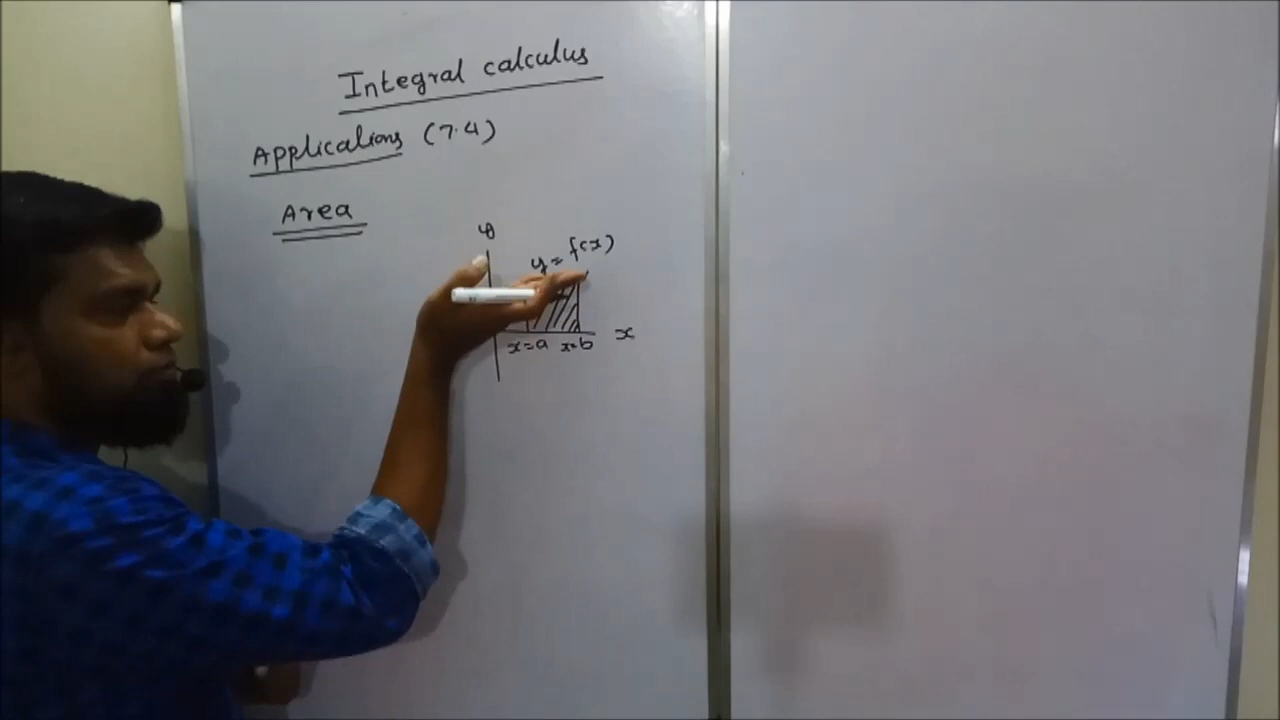 Integral calculus
Applications (7.4)
Area
y
y = f(x)
x=a x=b x